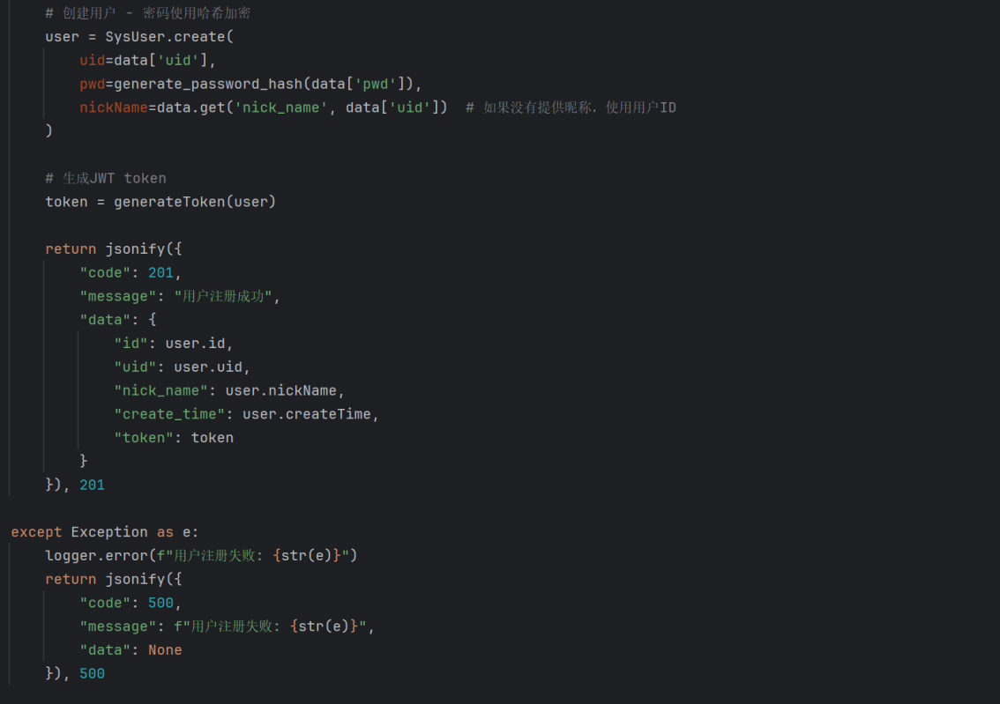 # 创建用户 - 密码使用哈希加密
user = SysUser.create(
uid=data['uid'],
pwd=generate_password_hash(data['pwd']),
nickName=data.get('nick_name', data['uid'])  # 如果没有提供昵称，使用用户ID
)
# 生成JWT token
token = generateToken(user)
return jsonify({
"code": 201,
"message": "用户注册成功",
"data": {
"id": user.id,
"uid": user.uid,
"nick_name": user.nickName,
"create_time": user.createTime,
"token": token
}
}), 201
except Exception as e:
logger.error(f"用户注册失败: {str(e)}")
return jsonify({
"code": 500,
"message": f"用户注册失败: {str(e)}",
"data": None
}), 500